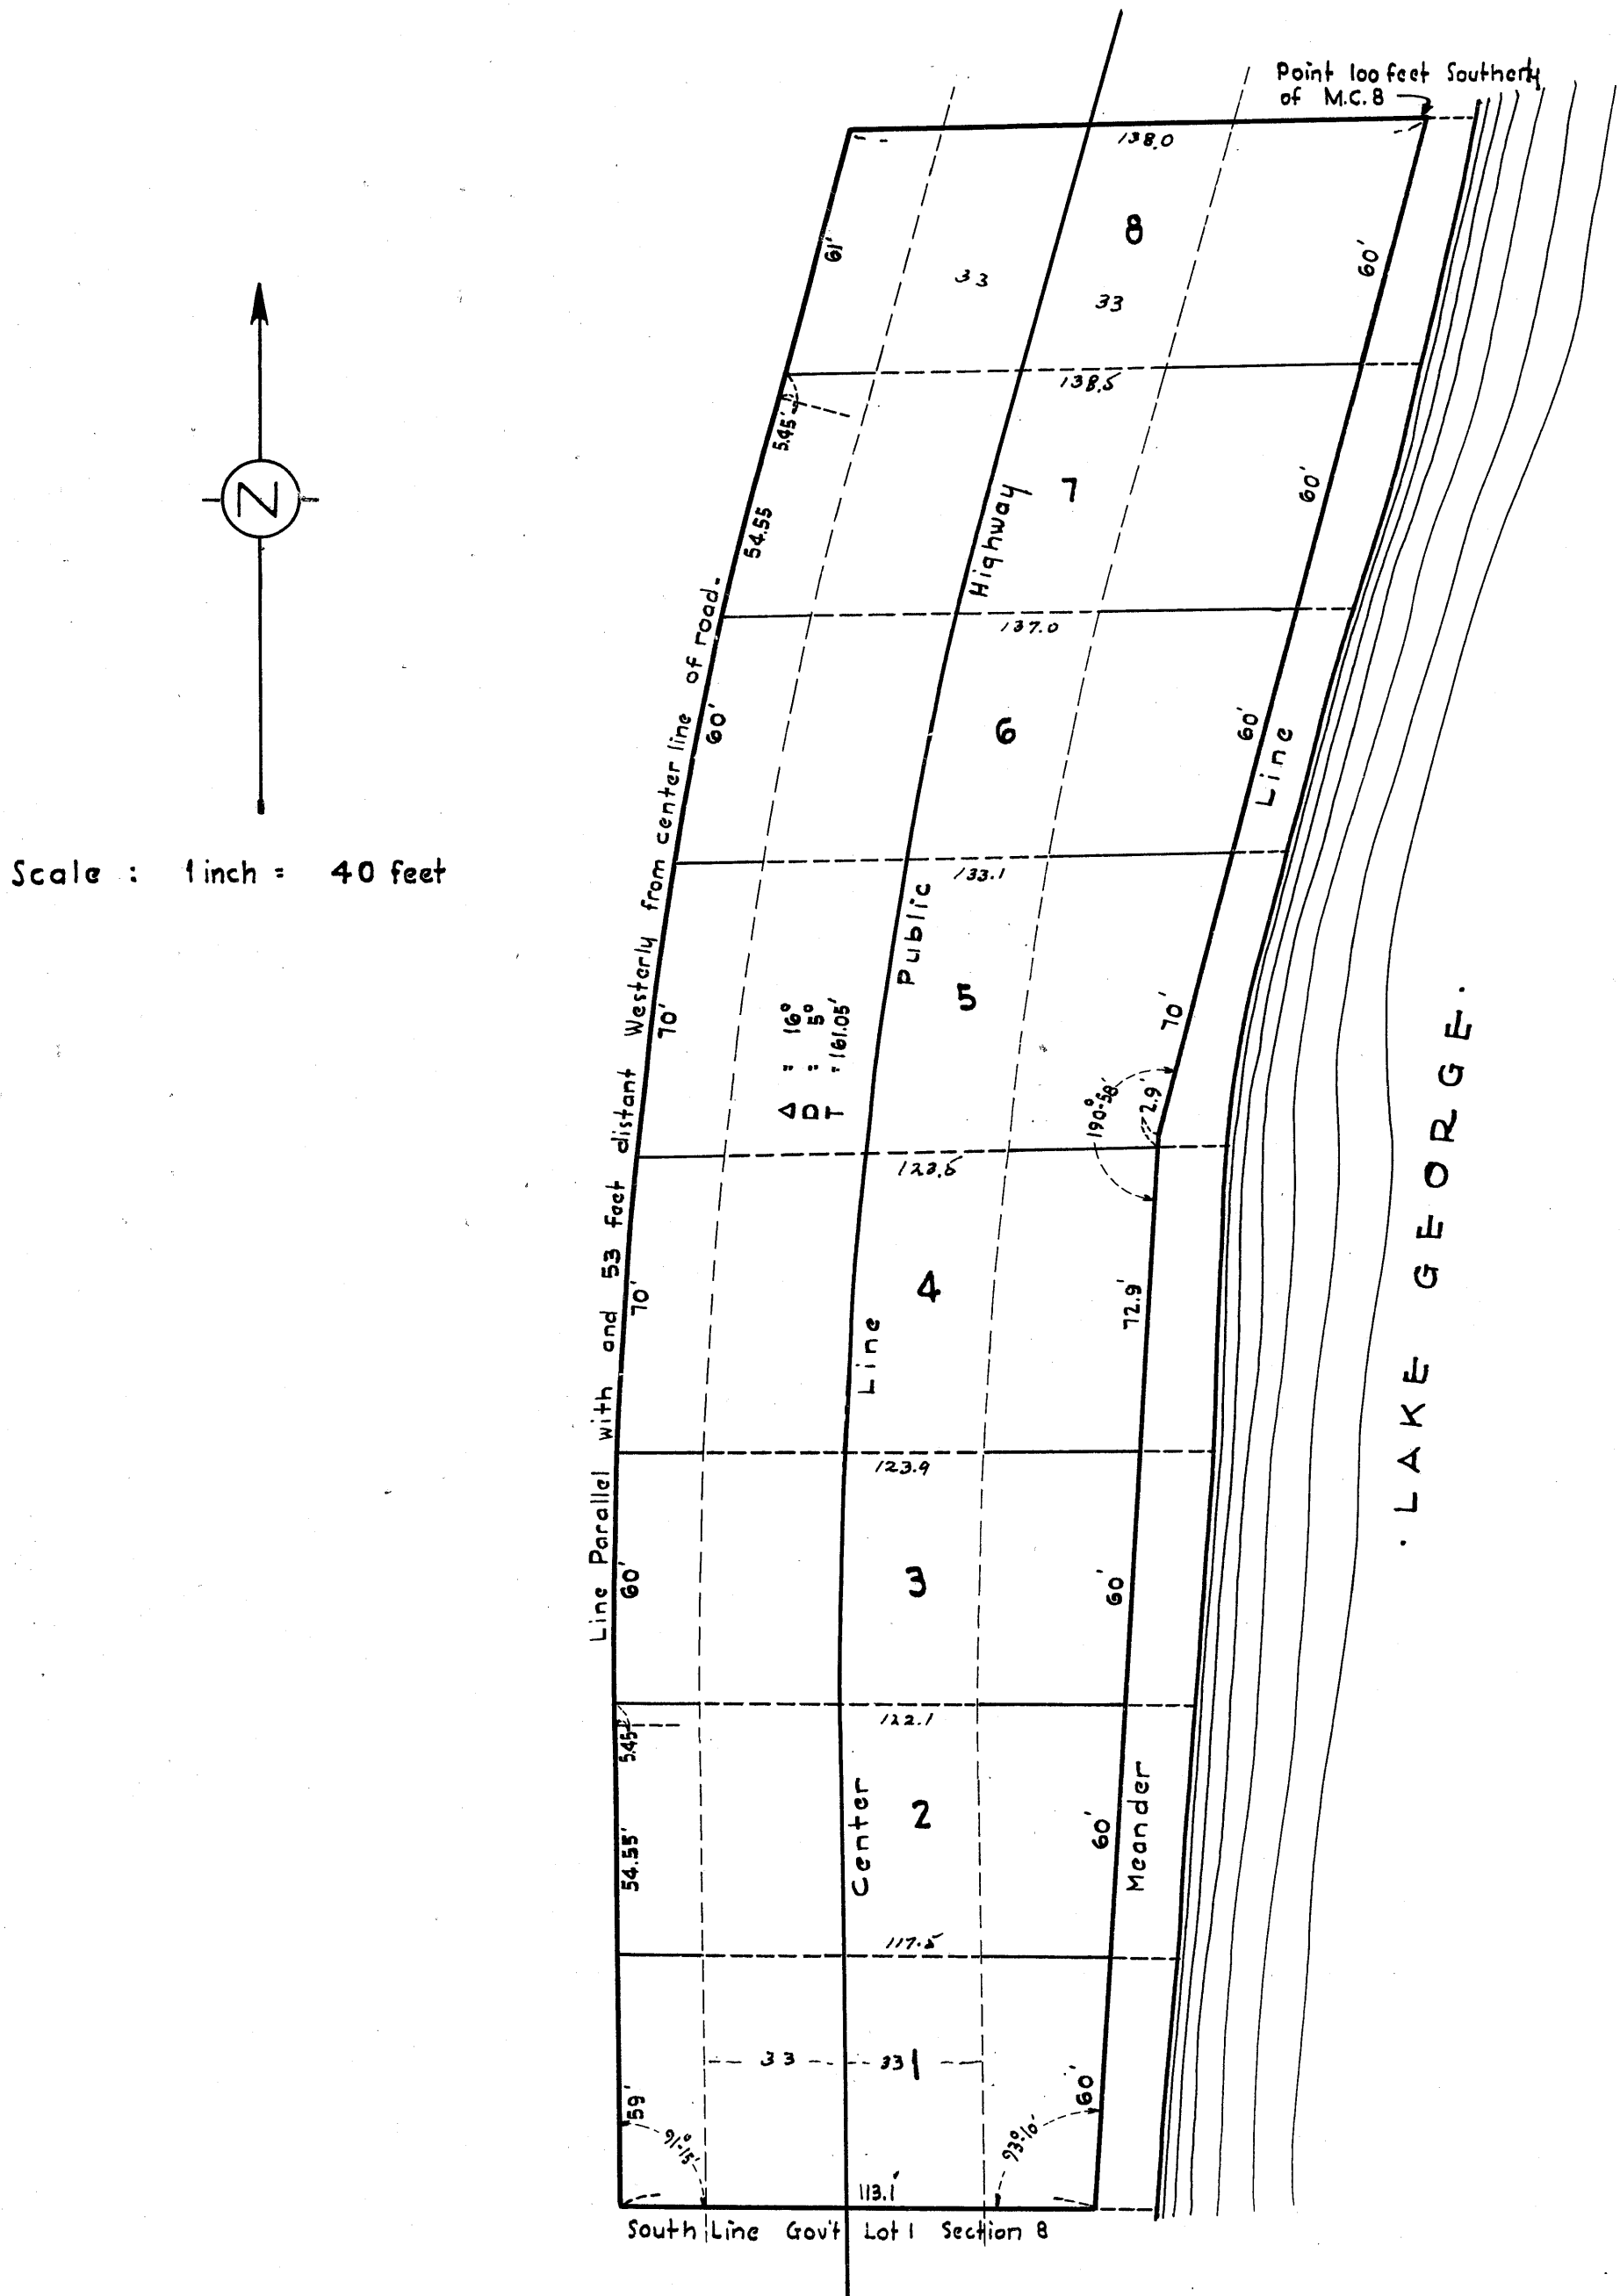 Point 100 feet Southerly
of M.C. 8
138.0
8
61'
33
33
60'
138.5
5.45'
54.55
7
60'
Highway
137.0
6
60'
60'
Line
133.1
Public
5
70'
70'
Δ = 16°
D = 5°
T = 161.05'
190°-58'
2.9'
123.5
4
70'
72.9'
Line
123.9
3
60'
60'
122.1
5.45
54.55'
2
60'
Center
Meander
117.5
33
33
1
59'
60'
91°-15'
93°-10'
113.1'
South Line Gov't Lot 1 Section 8
Line Parallel with and 53 feet distant Westerly from center line of road.
N
Scale : 1 inch = 40 feet
. LAKE GEORGE .